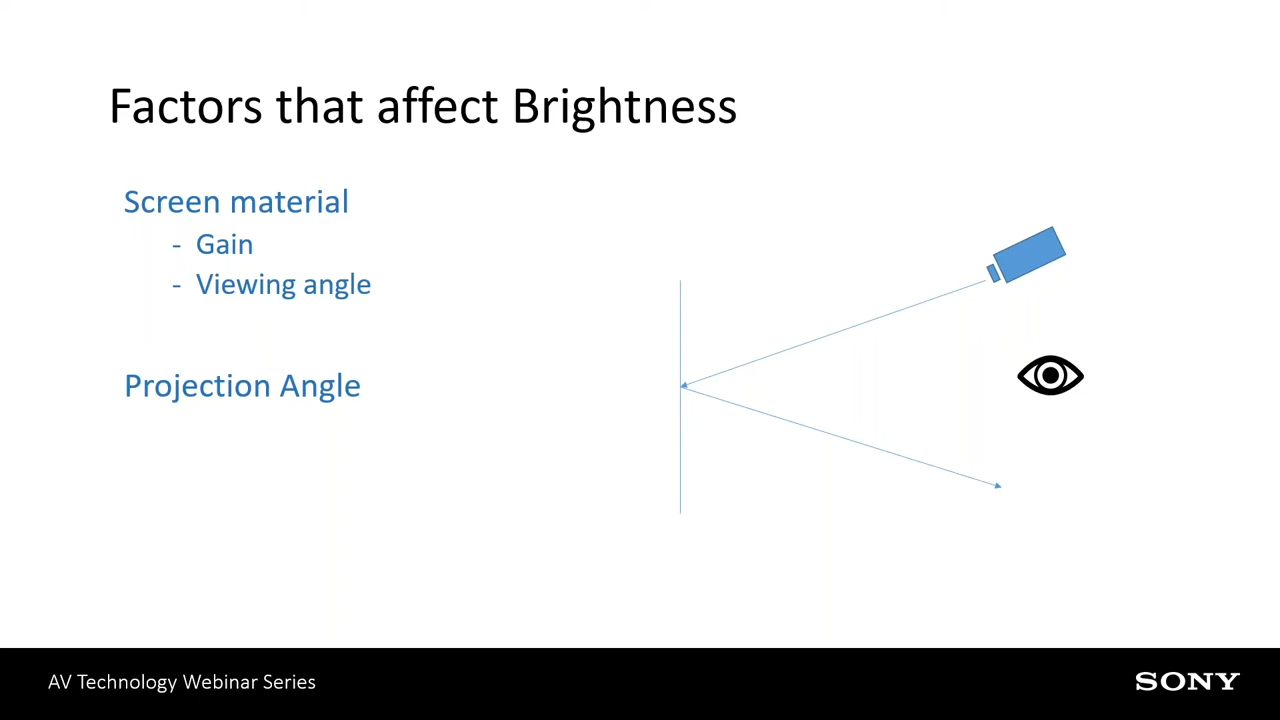 Factors that affect Brightness
Screen material
- Gain
- Viewing angle
Projection Angle
AV Technology Webinar Series
SONY